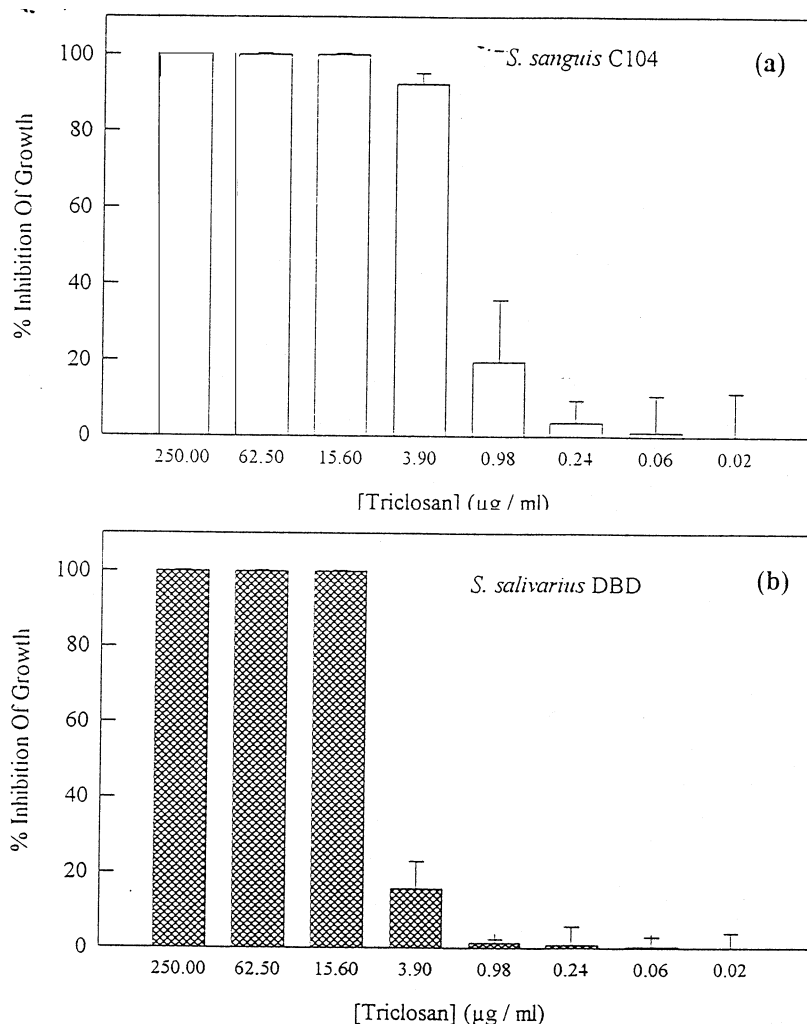 S. sanguis C104
(a)
% Inhibition Of Growth
100
80
60
40
20
0
250.00 62.50 15.60 3.90 0.98 0.24 0.06 0.02
[Triclosan] (µg / ml)
S. salivarius DBD
(b)
% Inhibition Of Growth
100
80
60
40
20
0
250.00 62.50 15.60 3.90 0.98 0.24 0.06 0.02
[Triclosan] (µg / ml)